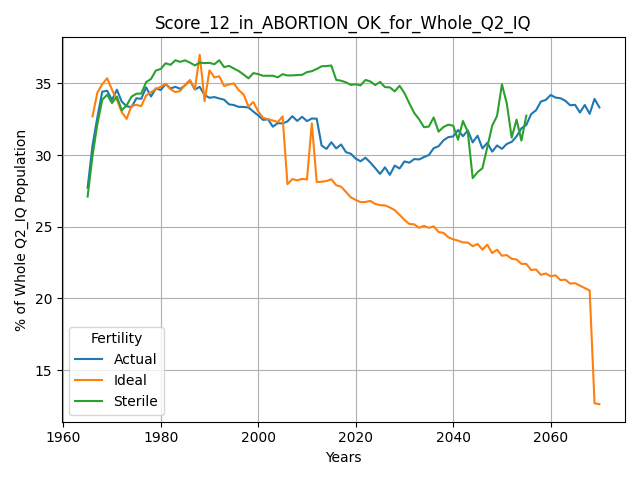 Score_12_in_ABORTION_OK_for_Whole_Q2_IQ
% of Whole Q2_IQ Population
35
30
25
20
15
Fertility
Actual
Ideal
Sterile
1960
1980
2000
2020
2040
2060
Years